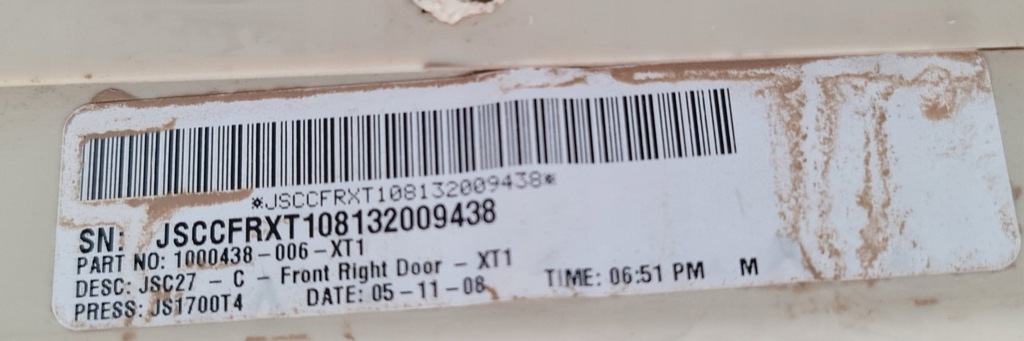 *JSCCFRXT108132009438*
SN: JSCCFRXT108132009438
PART NO: 1000438-006-XT1
DESC: JSC27 - C - Front Right Door - XT1
PRESS: JS1700T4 DATE: 05-11-08 TIME: 06:51 PM M